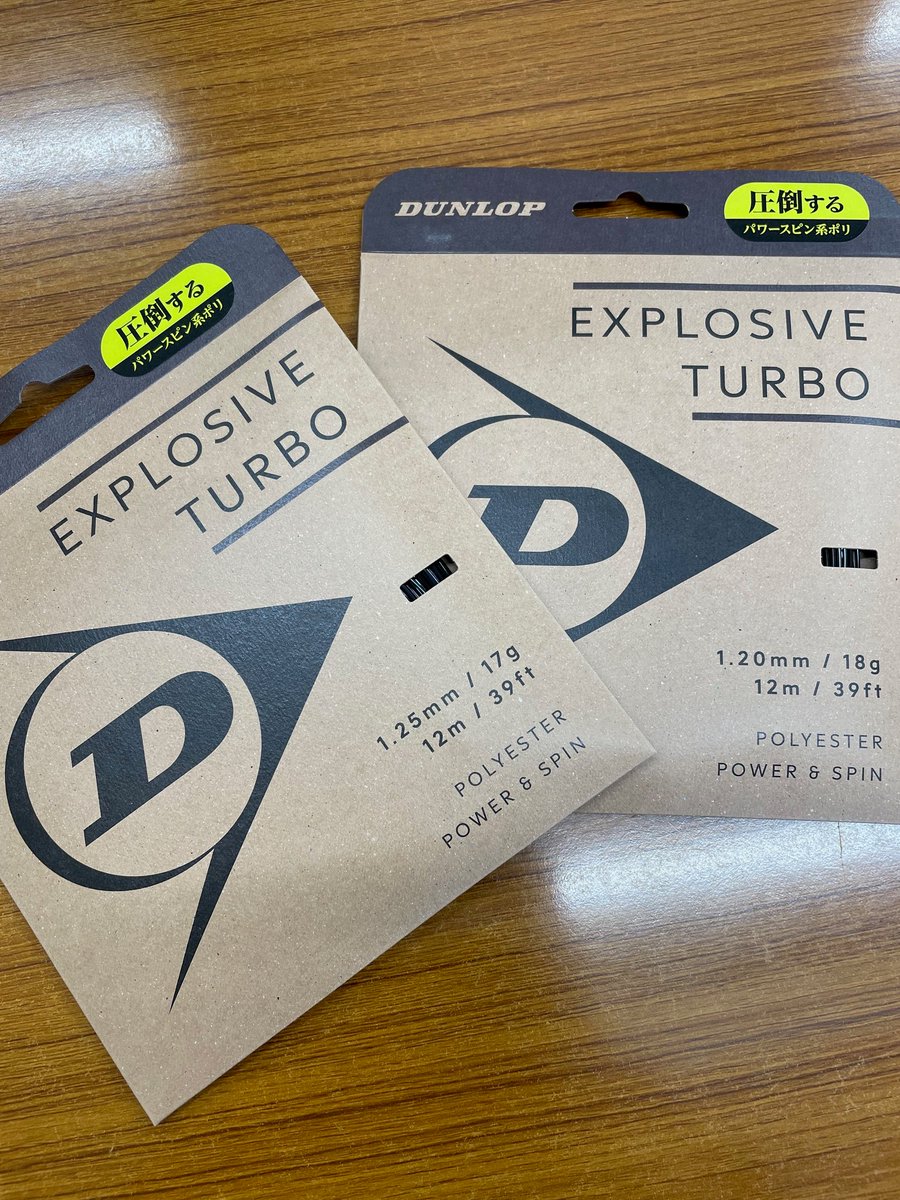 圧倒する
パワースピン系ポリ
EXPLOSIVE
TURBO
D
1.25mm / 17g
12m / 39ft
POLYESTER
POWER & SPIN
DUNLOP
圧倒する
パワースピン系ポリ
EXPLOSIVE
TURBO
D
1.20mm / 18g
12m / 39ft
POLYESTER
POWER & SPIN